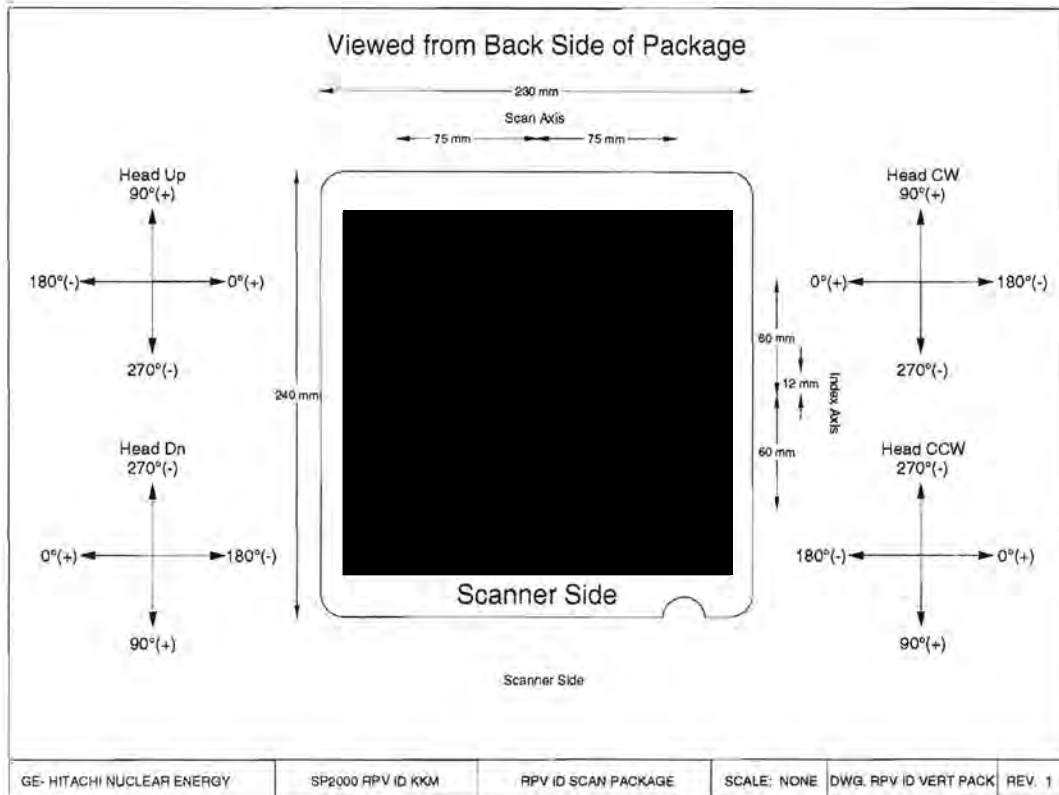 Viewed from Back Side of Package
230 mm
Scan Axis
75 mm 75 mm
Head Up
90°(+)
180°(-) 0°(+)
270°(-)
Head CW
90°(+)
0°(+) 180°(-)
270°(-)
240 mm
60 mm
12 mm
60 mm
Index Axis
Head Dn
270°(-)
0°(+) 180°(-)
90°(+)
Head CCW
270°(-)
180°(-) 0°(+)
90°(+)
Scanner Side
Scanner Side
GE- HITACHI NUCLEAR ENERGY SP2000 RPV ID KKM RPV ID SCAN PACKAGE SCALE: NONE DWG. RPV ID VERT PACK REV. 1